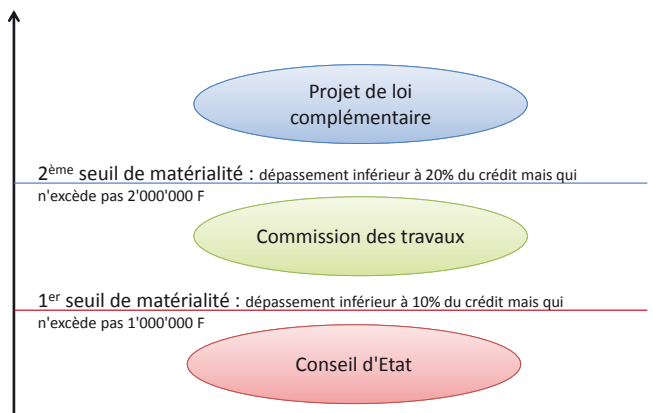 Projet de loi
complémentaire
2ème seuil de matérialité : dépassement inférieur à 20% du crédit mais qui
n'excède pas 2'000'000 F
Commission des travaux
1er seuil de matérialité : dépassement inférieur à 10% du crédit mais qui
n'excède pas 1'000'000 F
Conseil d'Etat